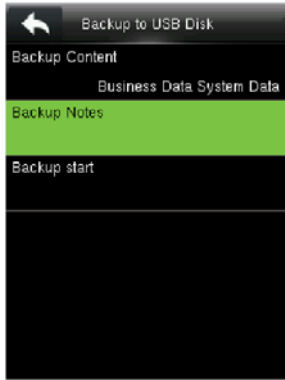 Backup to USB Disk
Backup Content
Business Data System Data
Backup Notes
Backup start